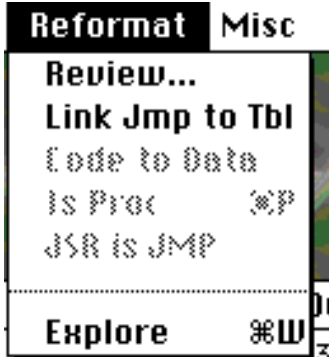 Reformat Misc
Review...
Link Jmp to Tbl
Code to Data
Is Proc ⌘P
JSR is JMP
Explore ⌘W